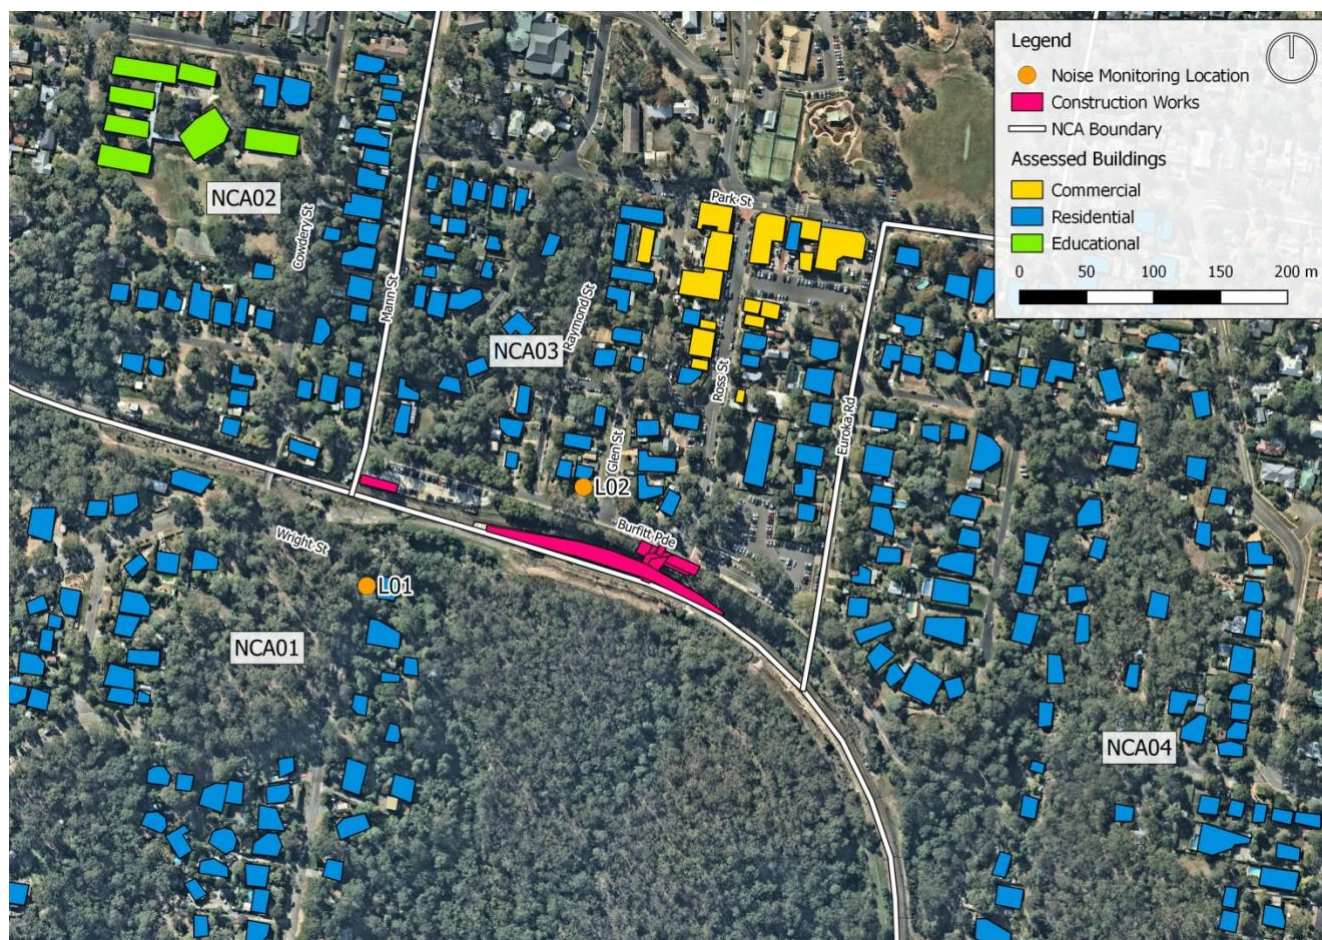 Legend
Noise Monitoring Location
Construction Works
NCA Boundary
Assessed Buildings
Commercial
Residential
Educational
0 50 100 150 200 m
NCA02
Cowdery St
Mann St
Park St
Raymond St
NCA03
Ross St
Euroka Rd
Glen St
L02
Burfitt Pde
Wright St
L01
NCA01
NCA04